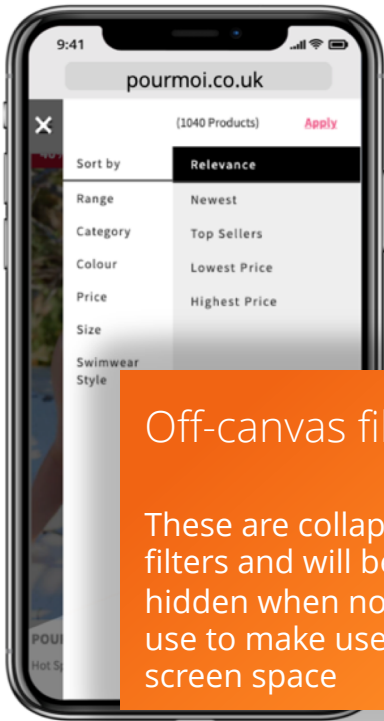 9:41
pourmoi.co.uk
(1040 Products) Apply
Sort by
Relevance
Range
Newest
Category
Top Sellers
Colour
Lowest Price
Price
Highest Price
Size
Swimwear
Style
Off-canvas fil
These are collap
filters and will be
hidden when no
use to make use
screen space
POU
Hot Sp